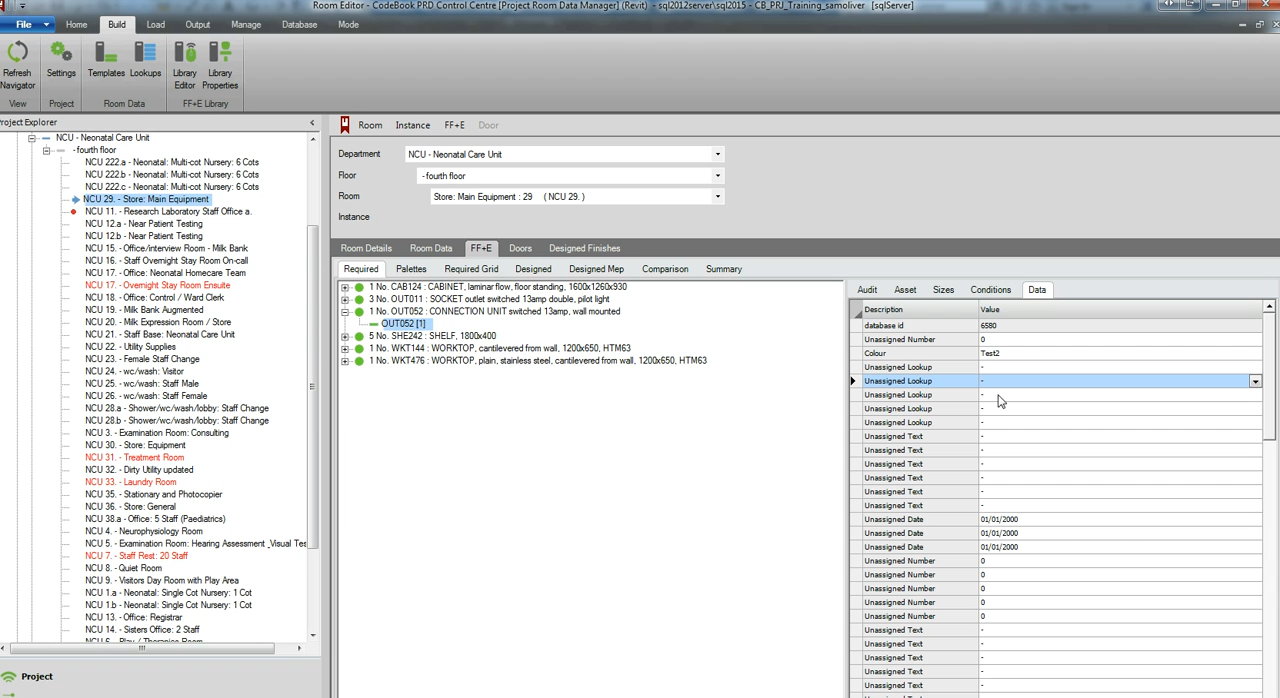 Room Editor - CodeBook PRD Control Centre [Project Room Data Manager] (Revit) - sql2012server\sql2015 - CB_PRJ_Training_samoliver [sqlServer]
File Home Build Load Output Manage Database Mode
Refresh Navigator Settings Templates Lookups Library Editor Library Properties
View Project Room Data FF+E Library
roject Explorer
NCU - Neonatal Care Unit
- fourth floor
NCU 222.a - Neonatal: Multi-cot Nursery: 6 Cots
NCU 222.b - Neonatal: Multi-cot Nursery: 6 Cots
NCU 222.c - Neonatal: Multi-cot Nursery: 6 Cots
NCU 29. - Store: Main Equipment
NCU 11. - Research Laboratory Staff Office a.
NCU 12.a - Near Patient Testing
NCU 12.b - Near Patient Testing
NCU 15. - Office/interview Room - Milk Bank
NCU 16. - Staff Overnight Stay Room On-call
NCU 17. - Office: Neonatal Homecare Team
NCU 17. - Overnight Stay Room Ensuite
NCU 18. - Office: Control / Ward Clerk
NCU 19. - Milk Bank Augmented
NCU 20. - Milk Expression Room / Store
NCU 21. - Staff Rest Area / Kitchen
NCU 22. - Utility Supplies
NCU 23. - Female Staff Change
NCU 24. - wc/wash: Visitor
NCU 25. - wc/wash: Staff Male
NCU 26. - wc/wash: Staff Female
NCU 28.a - Shower/wc/wash/lobby: Staff Change
NCU 28.b - Shower/wc/wash/lobby: Staff Change
NCU 3. - Examination Room: Consulting
NCU 30. - Store: Equipment
NCU 31. - Treatment Room
NCU 32. - Dirty Utility updated
NCU 33. - Laundry Room
NCU 35. - Stationary and Photocopier
NCU 36. - Store: General
NCU 38.a - Office: 5 Staff (Paediatrics)
NCU 4. - Neurophysiology Room
NCU 5. - Examination Room: Hearing Assessment _Visual Tes
NCU 7. - Staff Rest: 20 Staff
NCU 8. - Quiet Room
NCU 9. - Visitors Day Room with Play Area
NCU 1.a - Neonatal: Single Cot Nursery: 1 Cot
NCU 1.b - Neonatal: Single Cot Nursery: 1 Cot
NCU 13. - Office: Registrar
NCU 14. - Sisters Office: 2 Staff
NCU 6. - Play / Therapies Room
Project
Room Instance FF+E Door
Department NCU - Neonatal Care Unit
Floor - fourth floor
Room Store: Main Equipment : 29 ( NCU 29. )
Instance
Room Details Room Data FF+E Doors Designed Finishes
Required Palettes Required Grid Designed Designed Mep Comparison Summary
1 No. CAB124 : CABINET, laminar flow, floor standing, 1600x1260x930
3 No. OUT011 : SOCKET outlet switched 13amp double, pilot light
1 No. OUT052 : CONNECTION UNIT switched 13amp, wall mounted
OUT052 [1]
5 No. SHE242 : SHELF, 1800x400
1 No. WKT144 : WORKTOP, cantilevered from wall, 1200x650, HTM63
1 No. WKT476 : WORKTOP, plain, stainless steel, cantilevered from wall, 1200x650, HTM63
Audit Asset Sizes Conditions Data
Description Value
database id 6580
Unassigned Number 0
Colour Test2
Unassigned Lookup -
Unassigned Lookup -
Unassigned Lookup -
Unassigned Lookup -
Unassigned Lookup -
Unassigned Text -
Unassigned Text -
Unassigned Text -
Unassigned Text -
Unassigned Text -
Unassigned Text -
Unassigned Date 01/01/2000
Unassigned Date 01/01/2000
Unassigned Date 01/01/2000
Unassigned Number 0
Unassigned Number 0
Unassigned Number 0
Unassigned Number 0
Unassigned Number 0
Unassigned Text -
Unassigned Text -
Unassigned Text -
Unassigned Text -
Unassigned Text -
Unassigned Text -